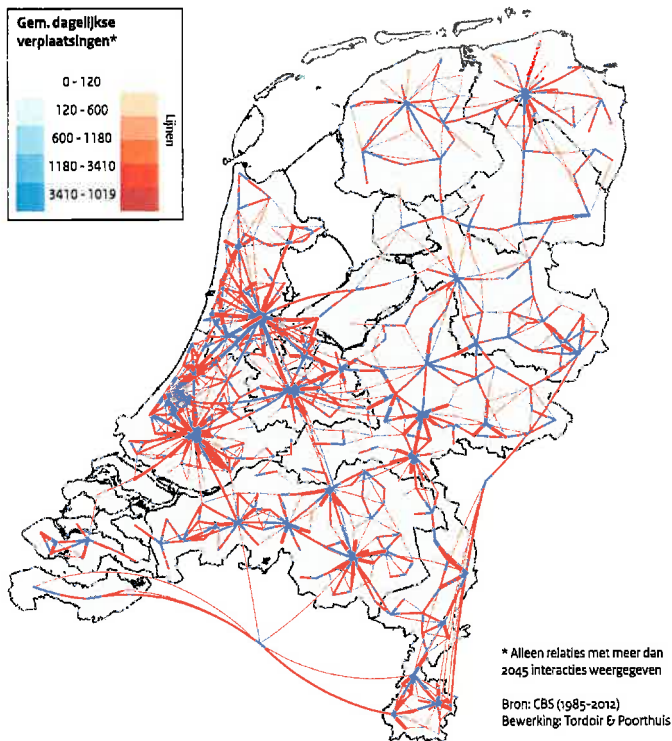 Gem. dagelijkse
verplaatsingen*
0 - 120
120 - 600
600 - 1180
1180 - 3410
3410 - 1019
Lijnen
* Alleen relaties met meer dan
2045 interacties weergegeven
Bron: CBS (1985-2012)
Bewerking: Tordoir & Poorthuis